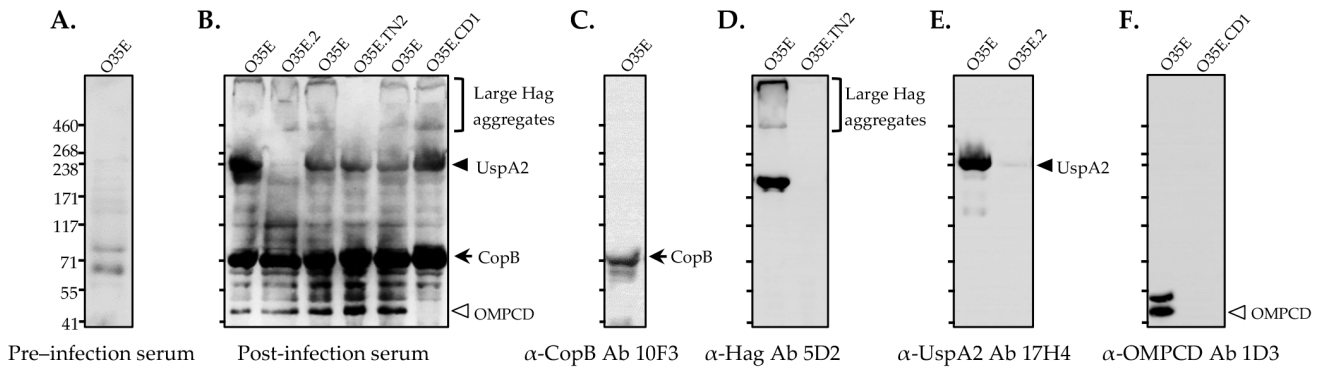 A.
O35E
460
268
238
171
117
71
55
41
Pre–infection serum
B.
O35E
O35E.2
O35E
O35E.TN2
O35E
O35E.CD1
Large Hag
aggregates
UspA2
CopB
OMPCD
Post-infection serum
C.
O35E
CopB
α-CopB Ab 10F3
D.
O35E
O35E.TN2
Large Hag
aggregates
α-Hag Ab 5D2
E.
O35E
O35E.2
UspA2
α-UspA2 Ab 17H4
F.
O35E
O35E.CD1
OMPCD
α-OMPCD Ab 1D3